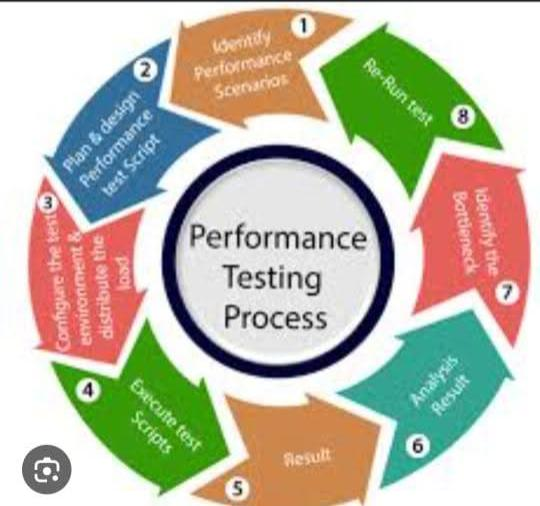 Performance
Testing
Process
1
Identify
Performance
Scenarios
2
Plan & design
Performance
test Script
3
Configure the test
environment &
distribute the
load
4
Execute test
Scripts
5
Result
6
Analysis
Result
7
Identify the
Bottleneck
8
Re-Run test